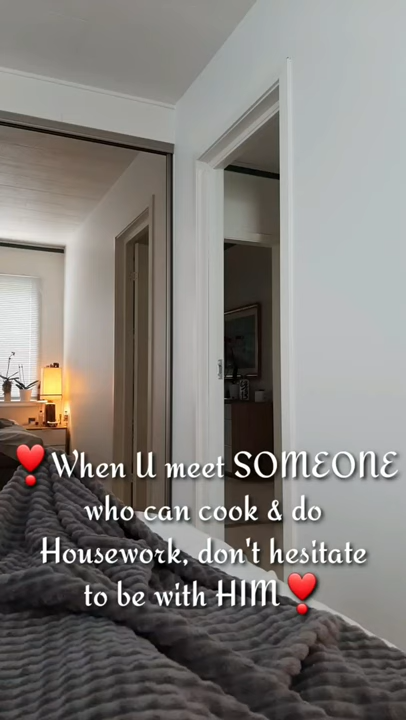 ❣️When U meet SOMEONE
who can cook & do
Housework, don't hesitate
to be with HIM❣️